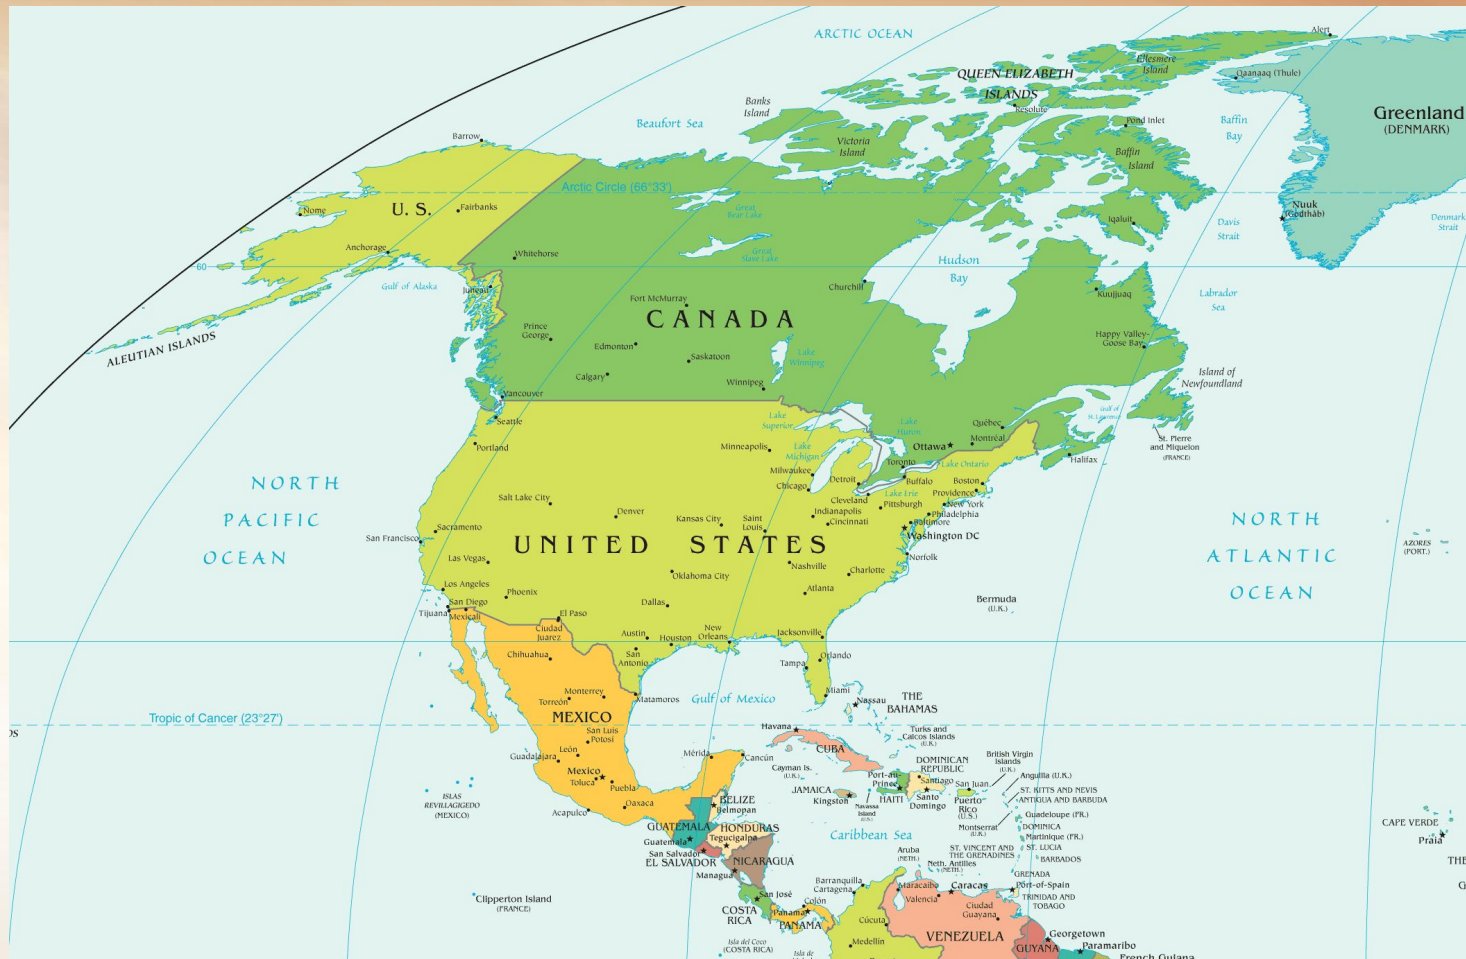 ARCTIC OCEAN
Alert
Ellesmere
Island
QUEEN ELIZABETH
ISLANDS
Resolute
Qaanaaq (Thule)
Greenland
(DENMARK)
Banks
Island
Beaufort Sea
Barrow
Victoria
Island
Pond Inlet
Baffin
Bay
Baffin
Island
Arctic Circle (66°33')
Nome
U. S.
Fairbanks
Great
Bear Lake
Iqaluit
Davis
Strait
Nuuk
(Godthåb)
Denmark
Strait
Anchorage
Whitehorse
Great
Slave Lake
Hudson
Bay
60
Gulf of Alaska
Juneau
Churchill
Kuujjuaq
Labrador
Sea
Fort McMurray
CANADA
Prince
George
Edmonton
Saskatoon
Lake
Winnipeg
Happy Valley-
Goose Bay
ALEUTIAN ISLANDS
Calgary
Winnipeg
Island of
Newfoundland
Vancouver
Seattle
Lake
Superior
Lake
Huron
Gulf of
St. Lawrence
Québec
Portland
Minneapolis
Lake
Michigan
Ottawa
Montréal
St. Pierre
and Miquelon
(FRANCE)
Halifax
Toronto
Lake Ontario
Milwaukee
Detroit
Buffalo
Boston
Chicago
Lake Erie
Providence
NORTH
PACIFIC
OCEAN
Salt Lake City
Cleveland
Pittsburgh
New York
Denver
Kansas City
Saint
Louis
Indianapolis
Cincinnati
Philadelphia
Baltimore
Washington DC
NORTH
ATLANTIC
OCEAN
Sacramento
San Francisco
UNITED STATES
AZORES
(PORT.)
Las Vegas
Norfolk
Oklahoma City
Nashville
Charlotte
Los Angeles
Phoenix
Dallas
Atlanta
Bermuda
(U.K.)
San Diego
Tijuana
Mexicali
El Paso
Ciudad
Juarez
Austin
Houston
New
Orleans
Jacksonville
Chihuahua
San
Antonio
Tampa
Orlando
Monterrey
Torreón
Matamoros
Gulf of Mexico
Miami
Nassau
THE
BAHAMAS
Tropic of Cancer (23°27')
MEXICO
San Luis
Potosí
Havana
CUBA
Turks and
Caicos Islands
(U.K.)
León
Guadalajara
Mérida
Cancún
Cayman Is.
(U.K.)
DOMINICAN
REPUBLIC
British Virgin
Islands
(U.K.)
Mexico
Toluca
Puebla
Port-au-
Prince
Santiago
San Juan
Anguilla (U.K.)
ISLAS
REVILLAGIGEDO
(MEXICO)
Acapulco
Oaxaca
BELIZE
Belmopan
JAMAICA
Kingston
HAITI
Navassa
Island
(U.S.)
Santo
Domingo
Puerto
Rico
(U.S.)
ST. KITTS AND NEVIS
ANTIGUA AND BARBUDA
Guadeloupe (FR.)
Montserrat
(U.K.)
DOMINICA
Martinique (FR.)
CAPE VERDE
Praia
GUATEMALA
Guatemala
HONDURAS
Tegucigalpa
Caribbean Sea
Aruba
(NETH.)
ST. VINCENT AND
THE GRENADINES
ST. LUCIA
BARBADOS
San Salvador
EL SALVADOR
NICARAGUA
Managua
Neth. Antilles
(NETH.)
GRENADA
THE
Clipperton Island
(FRANCE)
Barranquilla
Cartagena
Maracaibo
Caracas
Port-of-Spain
TRINIDAD AND
TOBAGO
San José
Colón
Valencia
COSTA
RICA
Panama
PANAMA
Ciudad
Guayana
Cúcuta
VENEZUELA
Isla del Coco
(COSTA RICA)
Medellín
Isla de
GUYANA
Georgetown
Paramaribo
French Guiana